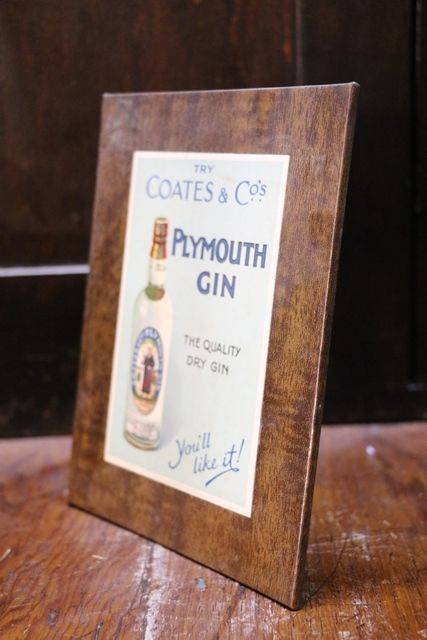 TRY
COATES & Co's
PLYMOUTH
GIN
THE QUALITY
DRY GIN
you'll
like it!